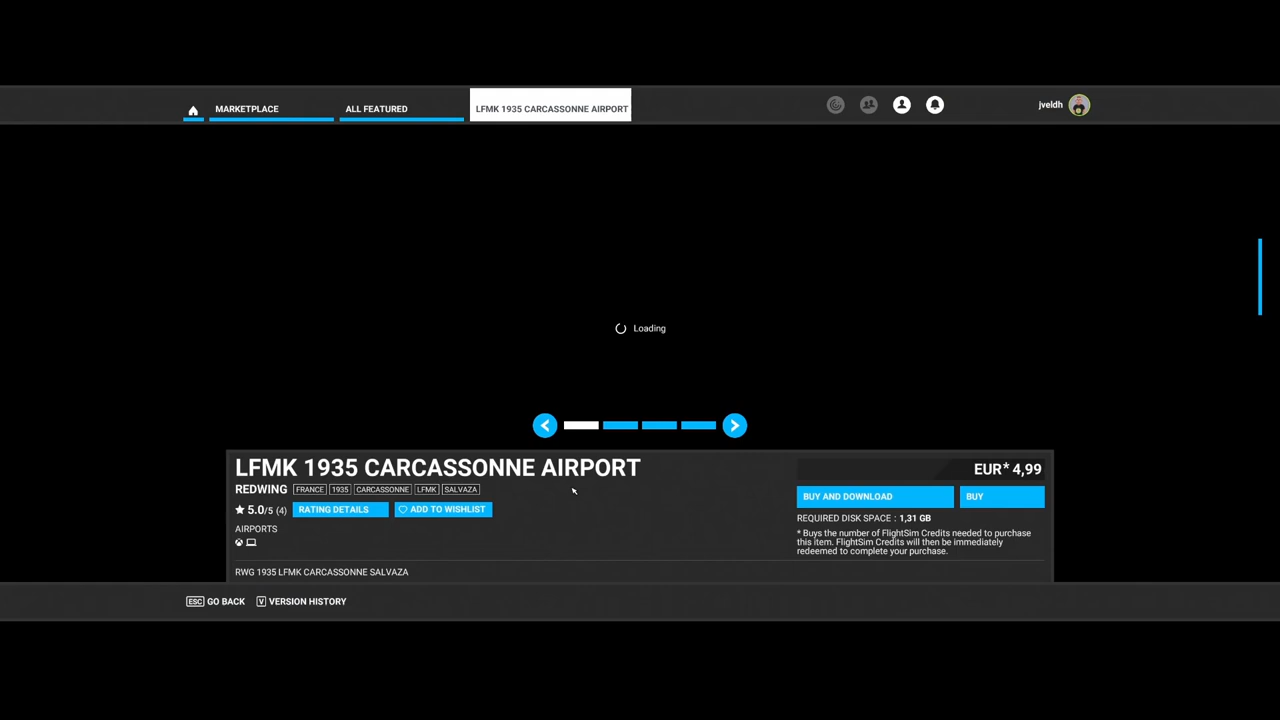 MARKETPLACE
ALL FEATURED
LFMK 1935 CARCASSONNE AIRPORT
jveldh
Loading
LFMK 1935 CARCASSONNE AIRPORT
EUR* 4,99
REDWING FRANCE 1935 CARCASSONNE LFMK SALVAZA
BUY AND DOWNLOAD
BUY
5.0/5 (4) RATING DETAILS ADD TO WISHLIST
REQUIRED DISK SPACE : 1,31 GB
AIRPORTS
* Buys the number of FlightSim Credits needed to purchase
this item. FlightSim Credits will then be immediately
redeemed to complete your purchase.
RWG 1935 LFMK CARCASSONNE SALVAZA
ESC GO BACK V VERSION HISTORY